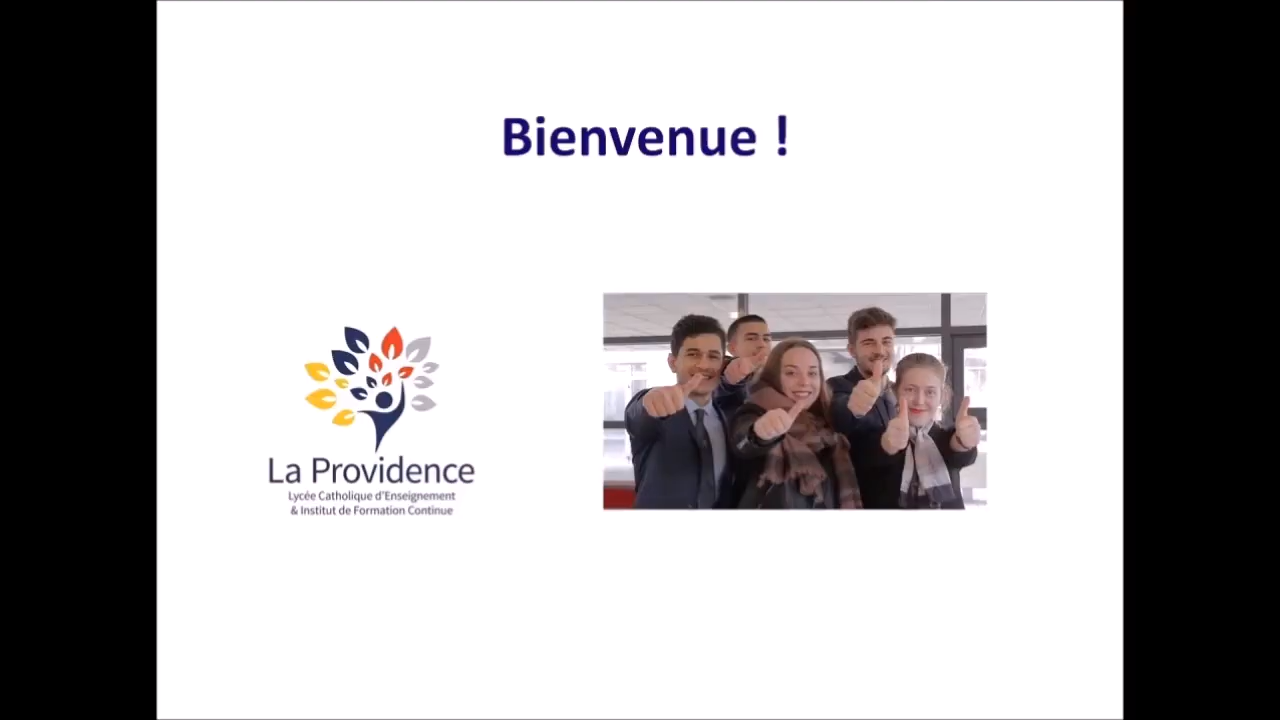 Bienvenue !
La Providence
Lycée Catholique d'Enseignement
& Institut de Formation Continue